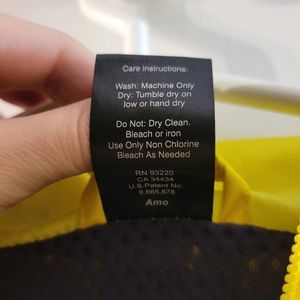 Care instructions:
Wash: Machine Only
Dry: Tumble dry on
low or hand dry
Do Not: Dry Clean.
Bleach or iron
Use Only Non Chlorine
Bleach As Needed
RN 93220
CA 34434
U.S.Patent No.
6,665,878
Amo